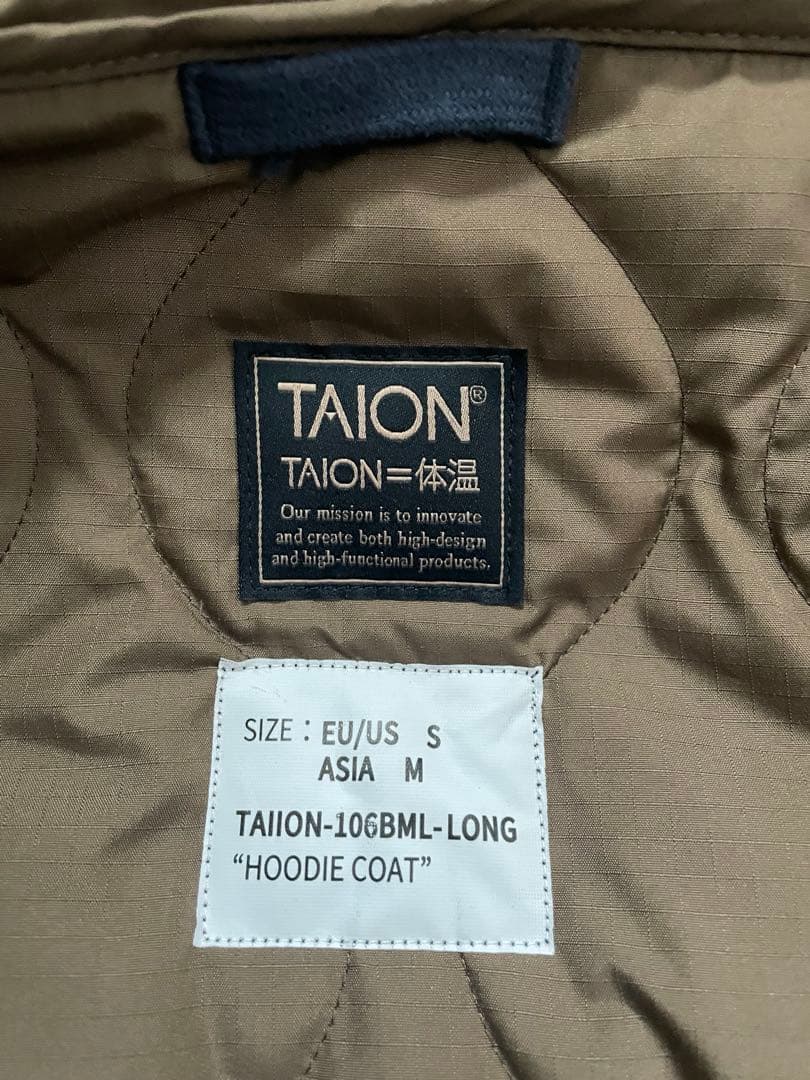 TAION®
TAION=体温
Our mission is to innovate
and create both high-design
and high-functional products.
SIZE : EU/US S
ASIA M
TAIION-106BML-LONG
“HOODIE COAT”